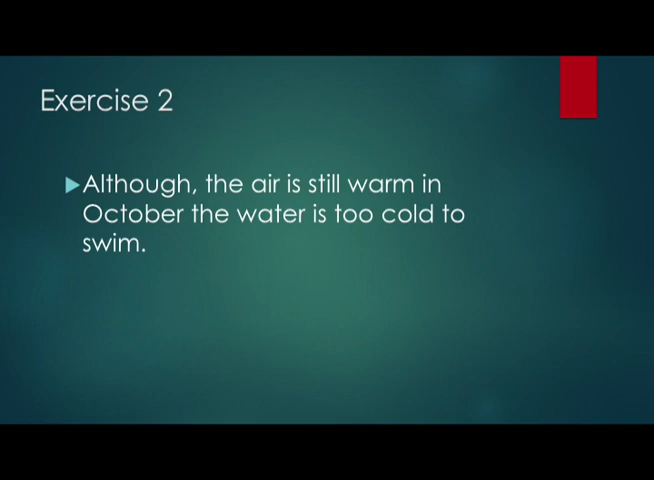 Exercise 2
Although, the air is still warm in
October the water is too cold to
swim.